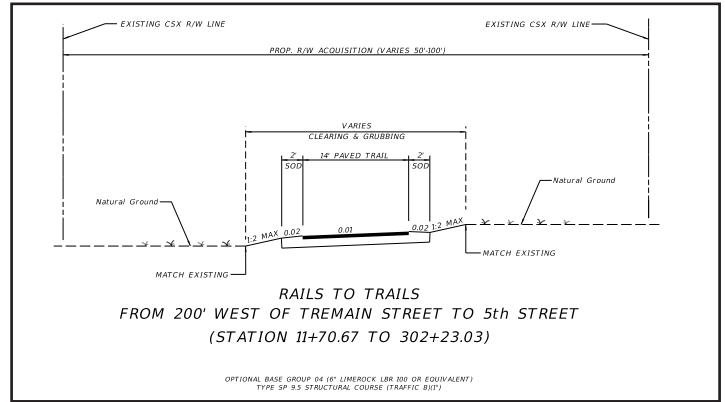 EXISTING CSX R/W LINE
EXISTING CSX R/W LINE
PROP. R/W ACQUISITION (VARIES 50'-100')
VARIES
CLEARING & GRUBBING
2'
14' PAVED TRAIL
2'
SOD
SOD
Natural Ground
Natural Ground
1:2 MAX
0.02
0.01
0.02
1:2 MAX
MATCH EXISTING
MATCH EXISTING
RAILS TO TRAILS
FROM 200' WEST OF TREMAIN STREET TO 5th STREET
(STATION 11+70.67 TO 302+23.03)
OPTIONAL BASE GROUP 04 (6" LIMEROCK LBR 100 OR EQUIVALENT)
TYPE SP 9.5 STRUCTURAL COURSE (TRAFFIC B)(1")